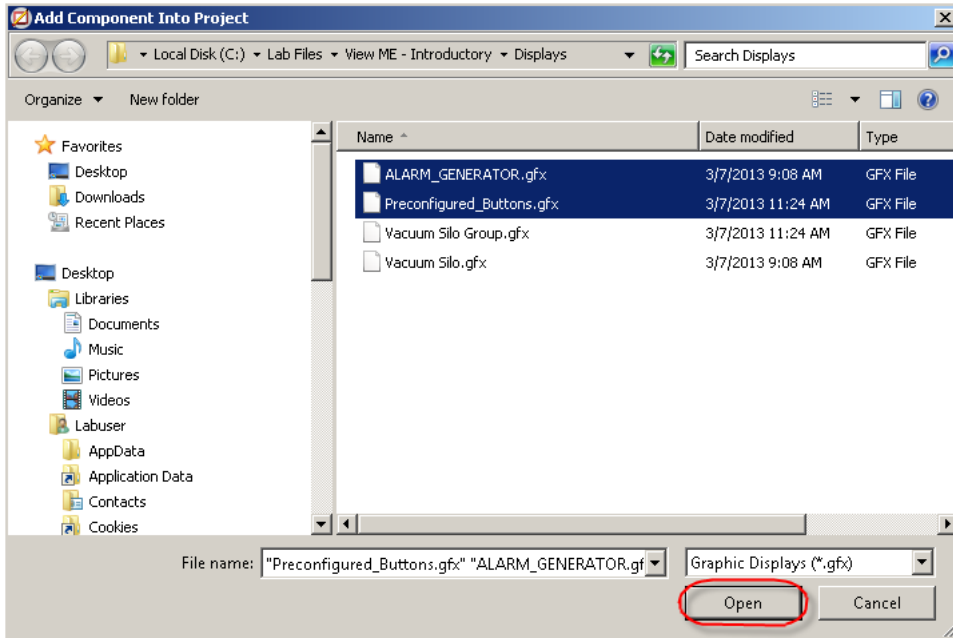 Add Component Into Project
Local Disk (C:) Lab Files View ME - Introductory Displays
Search Displays
Organize New folder
Favorites
Desktop
Downloads
Recent Places
Desktop
Libraries
Documents
Music
Pictures
Videos
Labuser
AppData
Application Data
Contacts
Cookies
Name Date modified Type
ALARM_GENERATOR.gfx 3/7/2013 9:08 AM GFX File
Preconfigured_Buttons.gfx 3/7/2013 11:24 AM GFX File
Vacuum Silo Group.gfx 3/7/2013 11:24 AM GFX File
Vacuum Silo.gfx 3/7/2013 9:08 AM GFX File
File name: "Preconfigured_Buttons.gfx" "ALARM_GENERATOR.gf
Graphic Displays (*.gfx)
Open Cancel